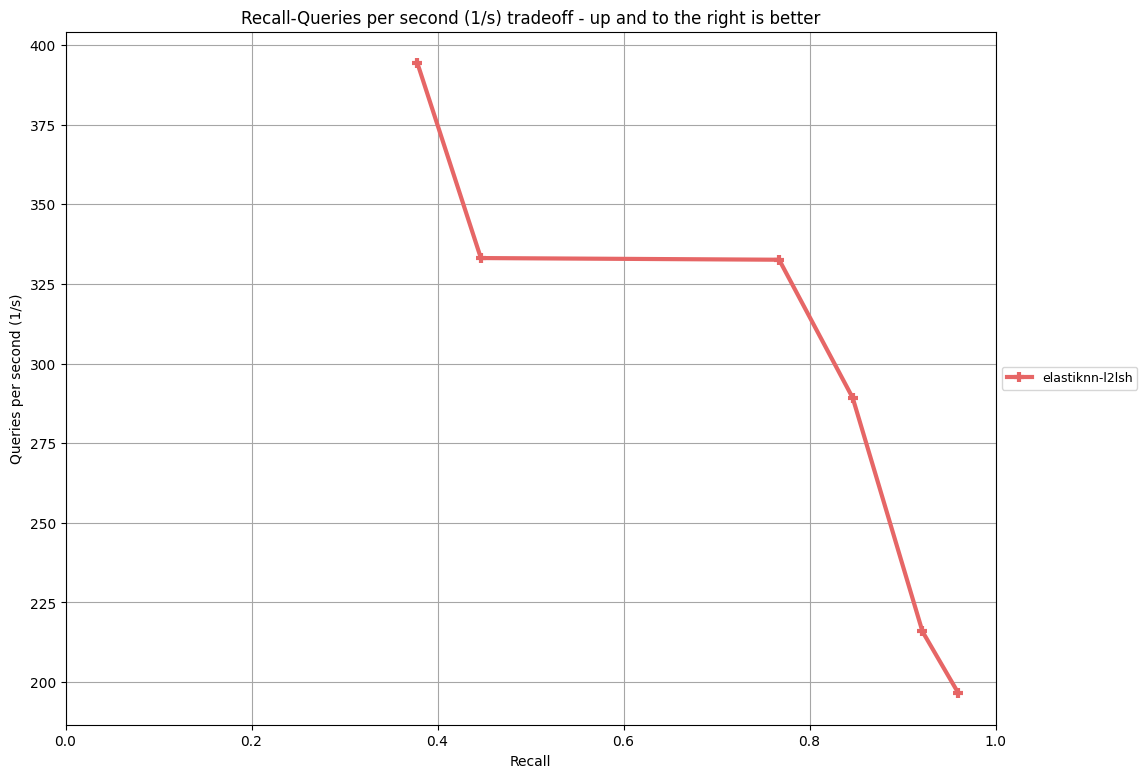 Recall-Queries per second (1/s) tradeoff - up and to the right is better
400
375
350
325
300
275
250
225
200
Queries per second (1/s)
0.0 0.2 0.4 0.6 0.8 1.0
Recall
elastiknn-l2lsh